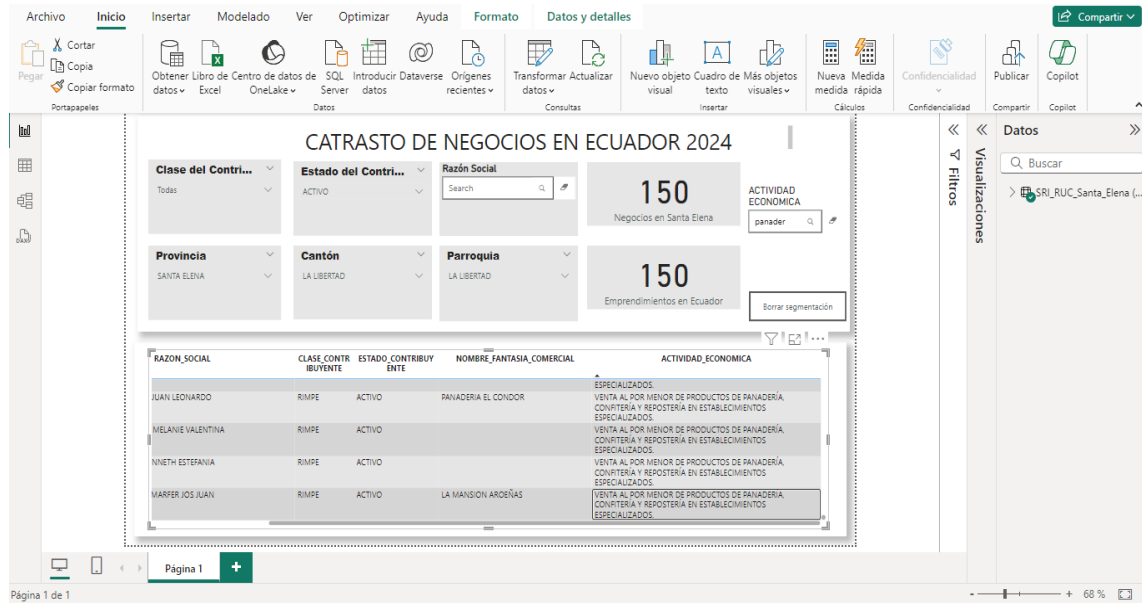 Archivo Inicio Insertar Modelado Ver Optimizar Ayuda Formato Datos y detalles Compartir
Pegar
Cortar
Copia
Copiar formato
Portapapeles
Obtener datos
Libro de Excel
Centro de datos de OneLake
SQL Server
Introducir datos
Dataverse
Orígenes recientes
Datos
Transformar datos
Actualizar
Consultas
Nuevo objeto visual
Cuadro de texto
Más objetos visuales
Insertar
Nueva medida
Medida rápida
Cálculos
Confidencialidad
Confidencialidad
Publicar
Compartir
Copilot
Copilot
CATRASTO DE NEGOCIOS EN ECUADOR 2024
Clase del Contri...
Todas
Estado del Contri...
ACTIVO
Razón Social
Search
150
Negocios en Santa Elena
ACTIVIDAD
ECONOMICA
panader
Provincia
SANTA ELENA
Cantón
LA LIBERTAD
Parroquia
LA LIBERTAD
150
Emprendimientos en Ecuador
Borrar segmentación
RAZON_SOCIAL CLASE_CONTR ESTADO_CONTRIBUY NOMBRE_FANTASIA_COMERCIAL ACTIVIDAD_ECONOMICA
IBUYENTE ENTE
ESPECIALIZADOS.
JUAN LEONARDO RIMPE ACTIVO PANADERIA EL CONDOR VENTA AL POR MENOR DE PRODUCTOS DE PANADERÍA,
CONFITERÍA Y REPOSTERÍA EN ESTABLECIMIENTOS
ESPECIALIZADOS.
MELANIE VALENTINA RIMPE ACTIVO VENTA AL POR MENOR DE PRODUCTOS DE PANADERÍA,
CONFITERÍA Y REPOSTERÍA EN ESTABLECIMIENTOS
ESPECIALIZADOS.
NNETH ESTEFANIA RIMPE ACTIVO VENTA AL POR MENOR DE PRODUCTOS DE PANADERÍA,
CONFITERÍA Y REPOSTERÍA EN ESTABLECIMIENTOS
ESPECIALIZADOS.
MARFER JOS JUAN RIMPE ACTIVO LA MANSION AROEÑAS VENTA AL POR MENOR DE PRODUCTOS DE PANADERÍA,
CONFITERÍA Y REPOSTERÍA EN ESTABLECIMIENTOS
ESPECIALIZADOS.
Filtros
Visualizaciones
Datos
Buscar
SRI_RUC_Santa_Elena (...
Página 1
Página 1 de 1
68 %